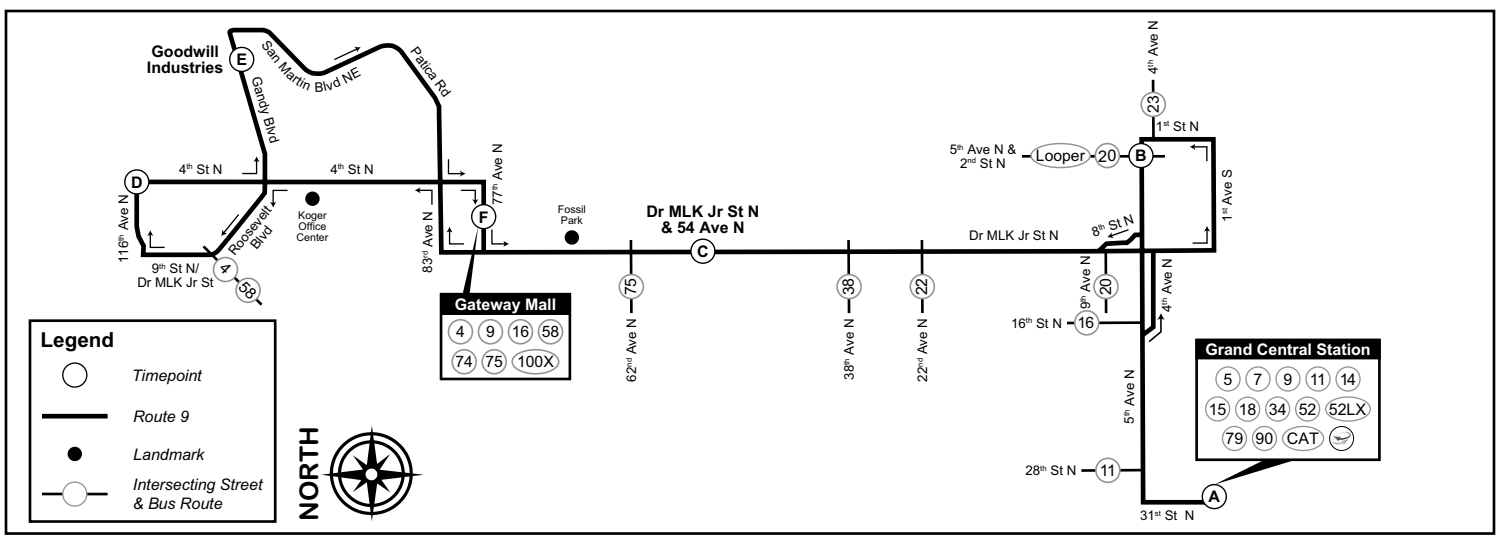 Goodwill
Industries
E
San Martin Blvd NE
Patica Rd
Gandy Blvd
4th St N
4th St N
D
116th Ave N
Roosevelt
Blvd
9th St N/
Dr MLK Jr St
4
58
Koger
Office
Center
83rd Ave N
77th Ave N
F
Gateway Mall
4 9 16 58
74 75 100X
Fossil
Park
Dr MLK Jr St N
& 54 Ave N
C
75
62nd Ave N
38
38th Ave N
22
22nd Ave N
Dr MLK Jr St N
8th St N
9th Ave N
20
4th Ave N
23
1st St N
5th Ave N &
2nd St N
Looper 20 B
1st Ave S
4th Ave N
16th St N 16
5th Ave N
28th St N 11
31st St N
A
Grand Central Station
5 7 9 11 14
15 18 34 52 52LX
79 90 CAT
Legend
Timepoint
Route 9
Landmark
Intersecting Street
& Bus Route
NORTH